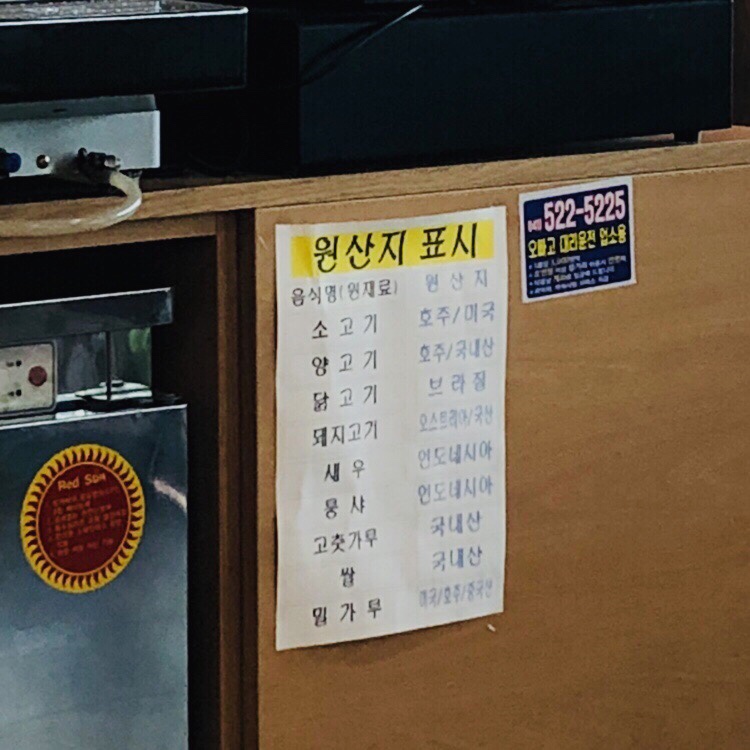 원산지 표시
음식명(원재료) 원 산 지
소 고 기 호주/미국
양 고 기 호주/국내산
닭 고 기 브 라 질
돼지고기 오스트리아/국산
새 우 인도네시아
룽 샤 인도네시아
고춧가루 국내산
쌀 국내산
밀 가 루 미국/호주/중국산
522-5225
오빠고 대리운전 업소용
Red Sun